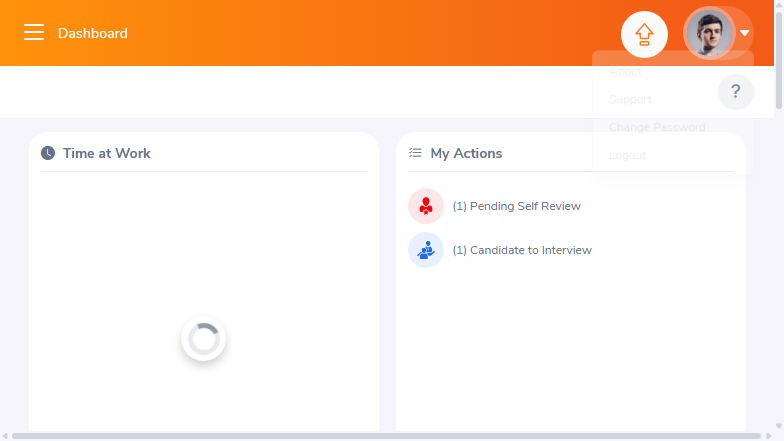 Dashboard
About
Support
Change Password
Logout
?
Time at Work
My Actions
(1) Pending Self Review
(1) Candidate to Interview